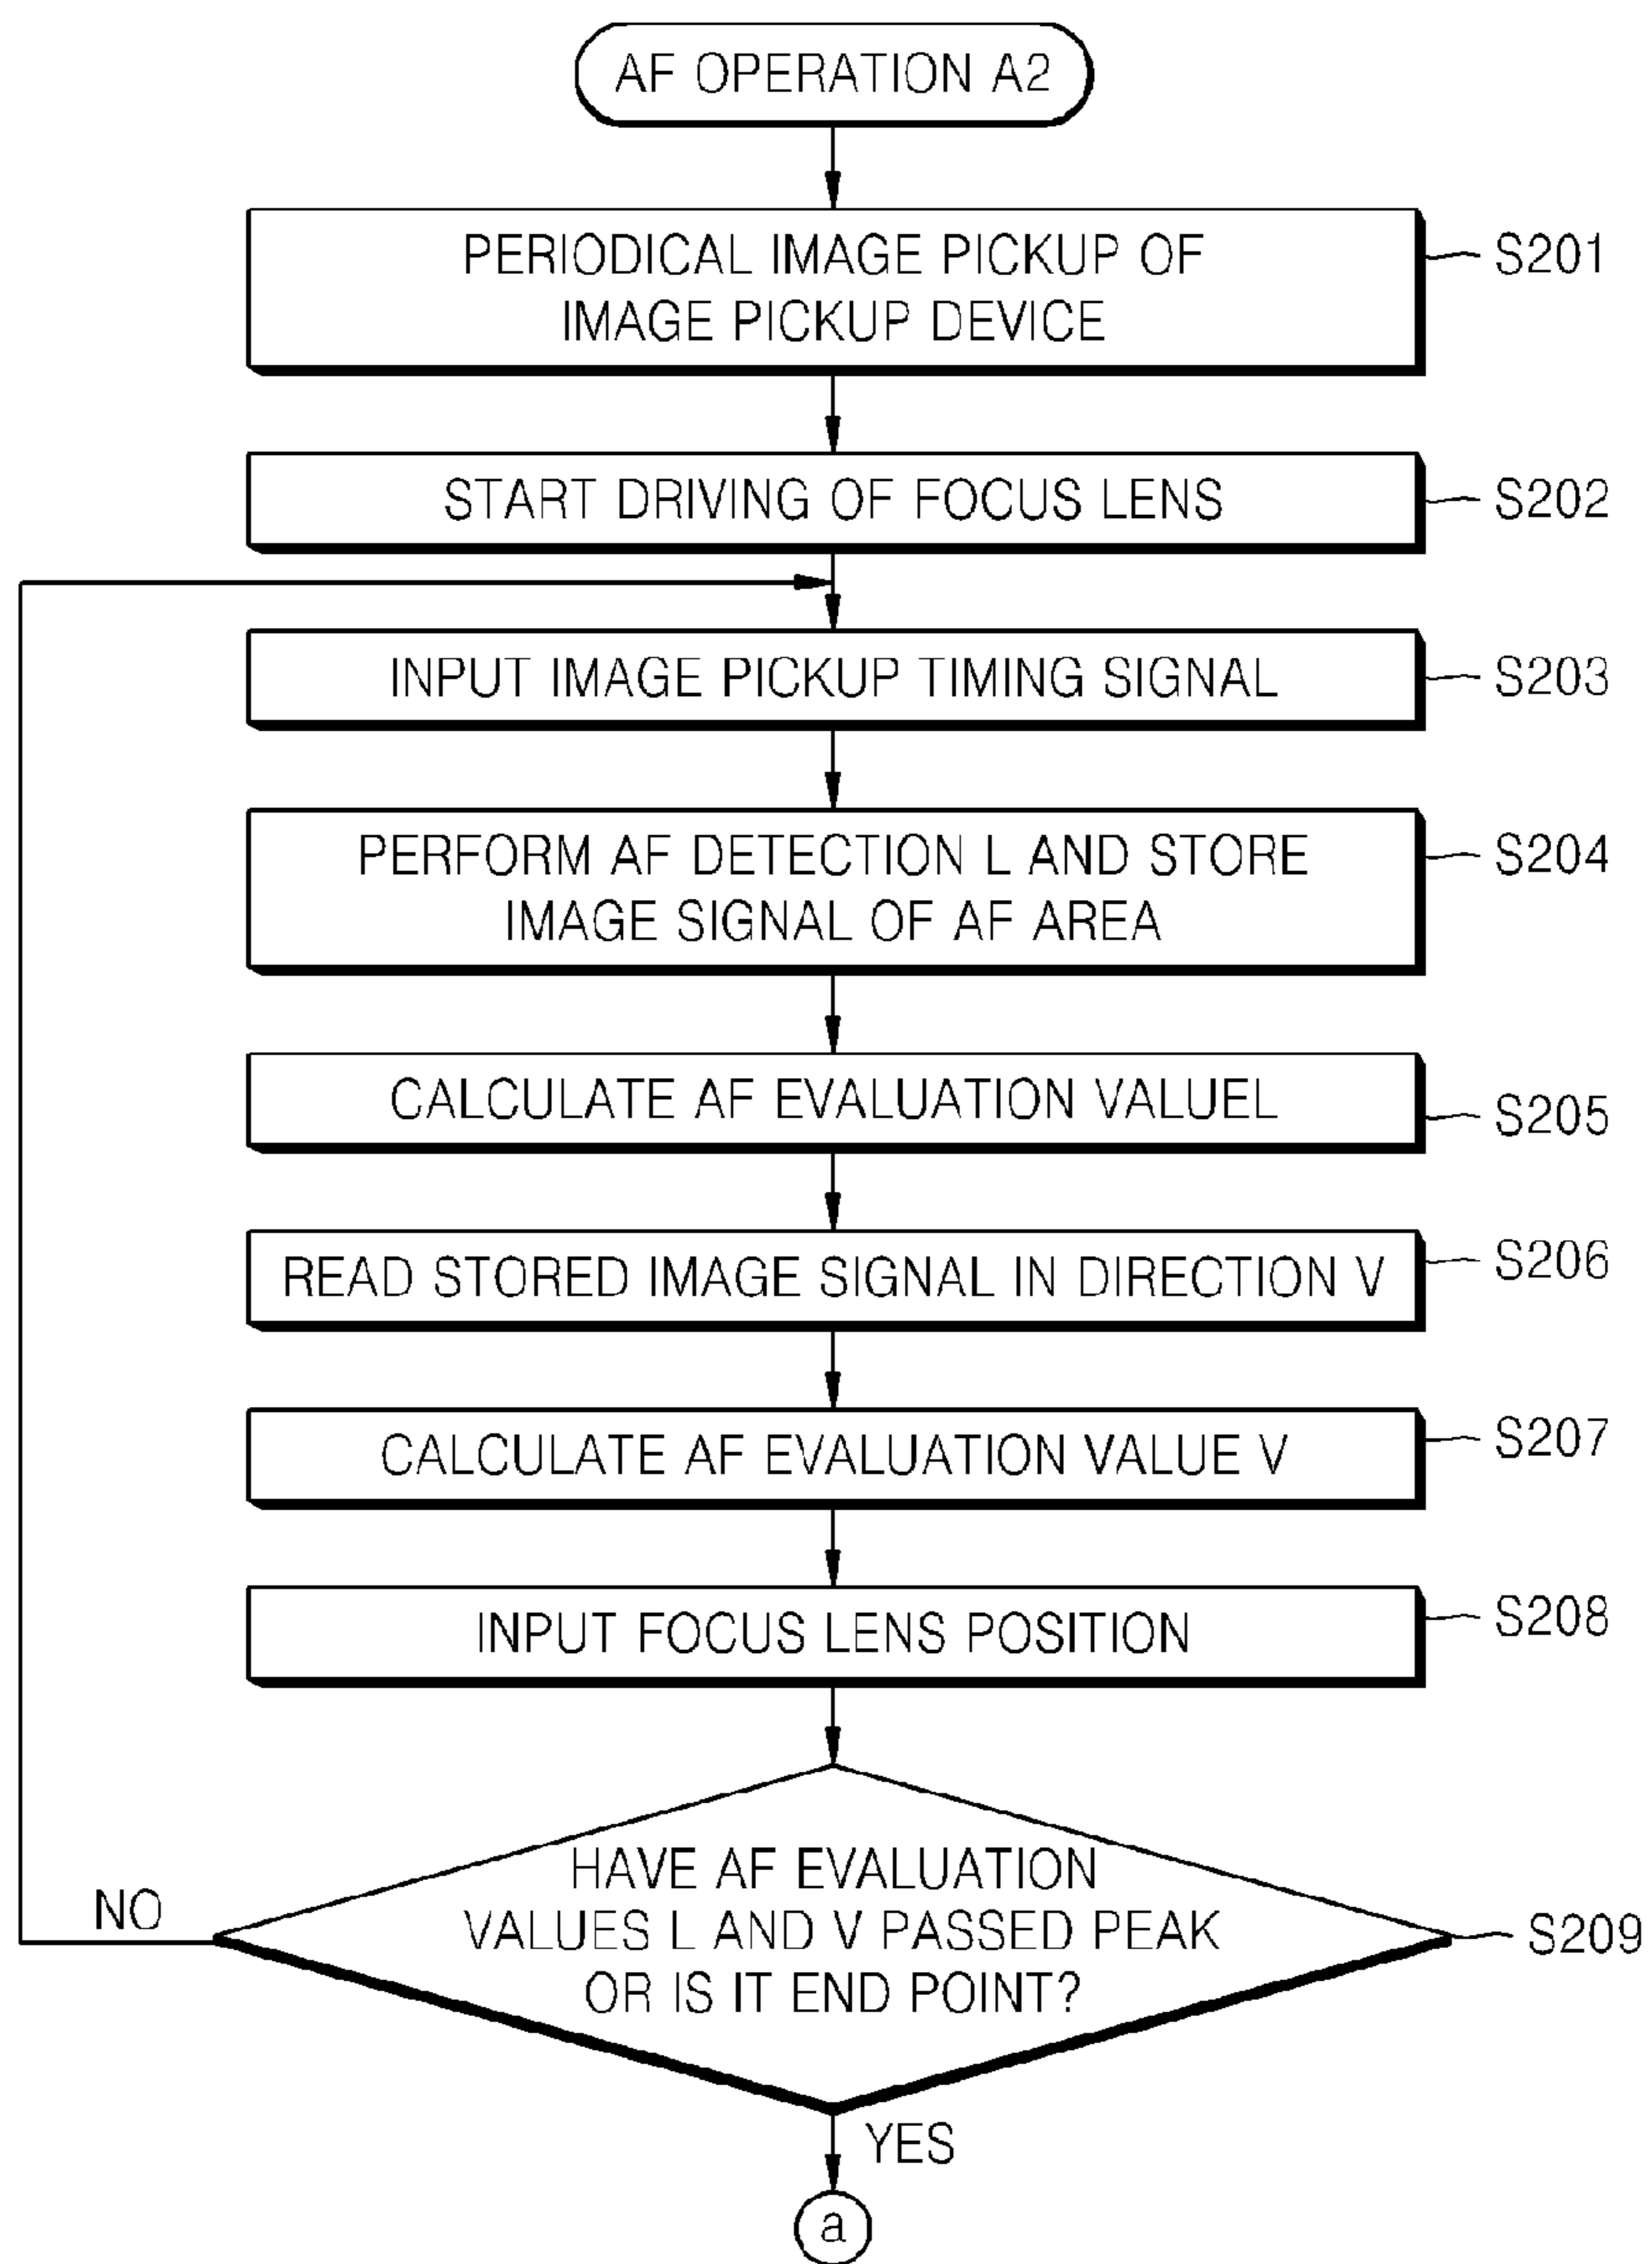 AF OPERATION A2
PERIODICAL IMAGE PICKUP OF
IMAGE PICKUP DEVICE
S201
START DRIVING OF FOCUS LENS
S202
INPUT IMAGE PICKUP TIMING SIGNAL
S203
PERFORM AF DETECTION L AND STORE
IMAGE SIGNAL OF AF AREA
S204
CALCULATE AF EVALUATION VALUEL
S205
READ STORED IMAGE SIGNAL IN DIRECTION V
S206
CALCULATE AF EVALUATION VALUE V
S207
INPUT FOCUS LENS POSITION
S208
HAVE AF EVALUATION
VALUES L AND V PASSED PEAK
OR IS IT END POINT?
S209
NO
YES
a